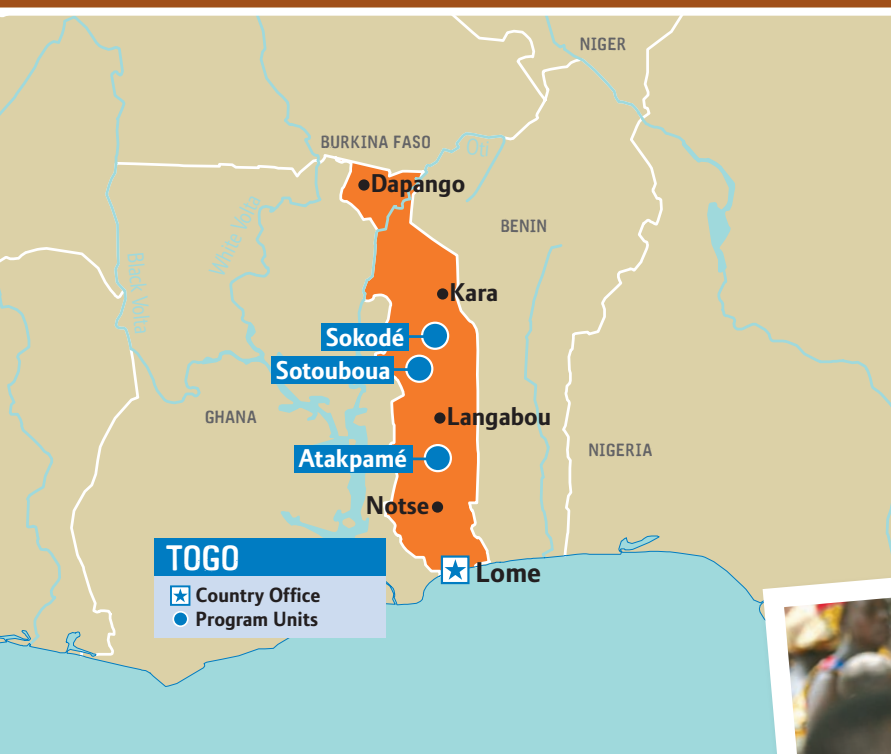 NIGER
BURKINA FASO
Oti
Dapango
White Volta
BENIN
Black Volta
Kara
Sokodé
Sotouboua
GHANA
Langabou
NIGERIA
Atakpamé
Notse
TOGO
Lome
Country Office
Program Units